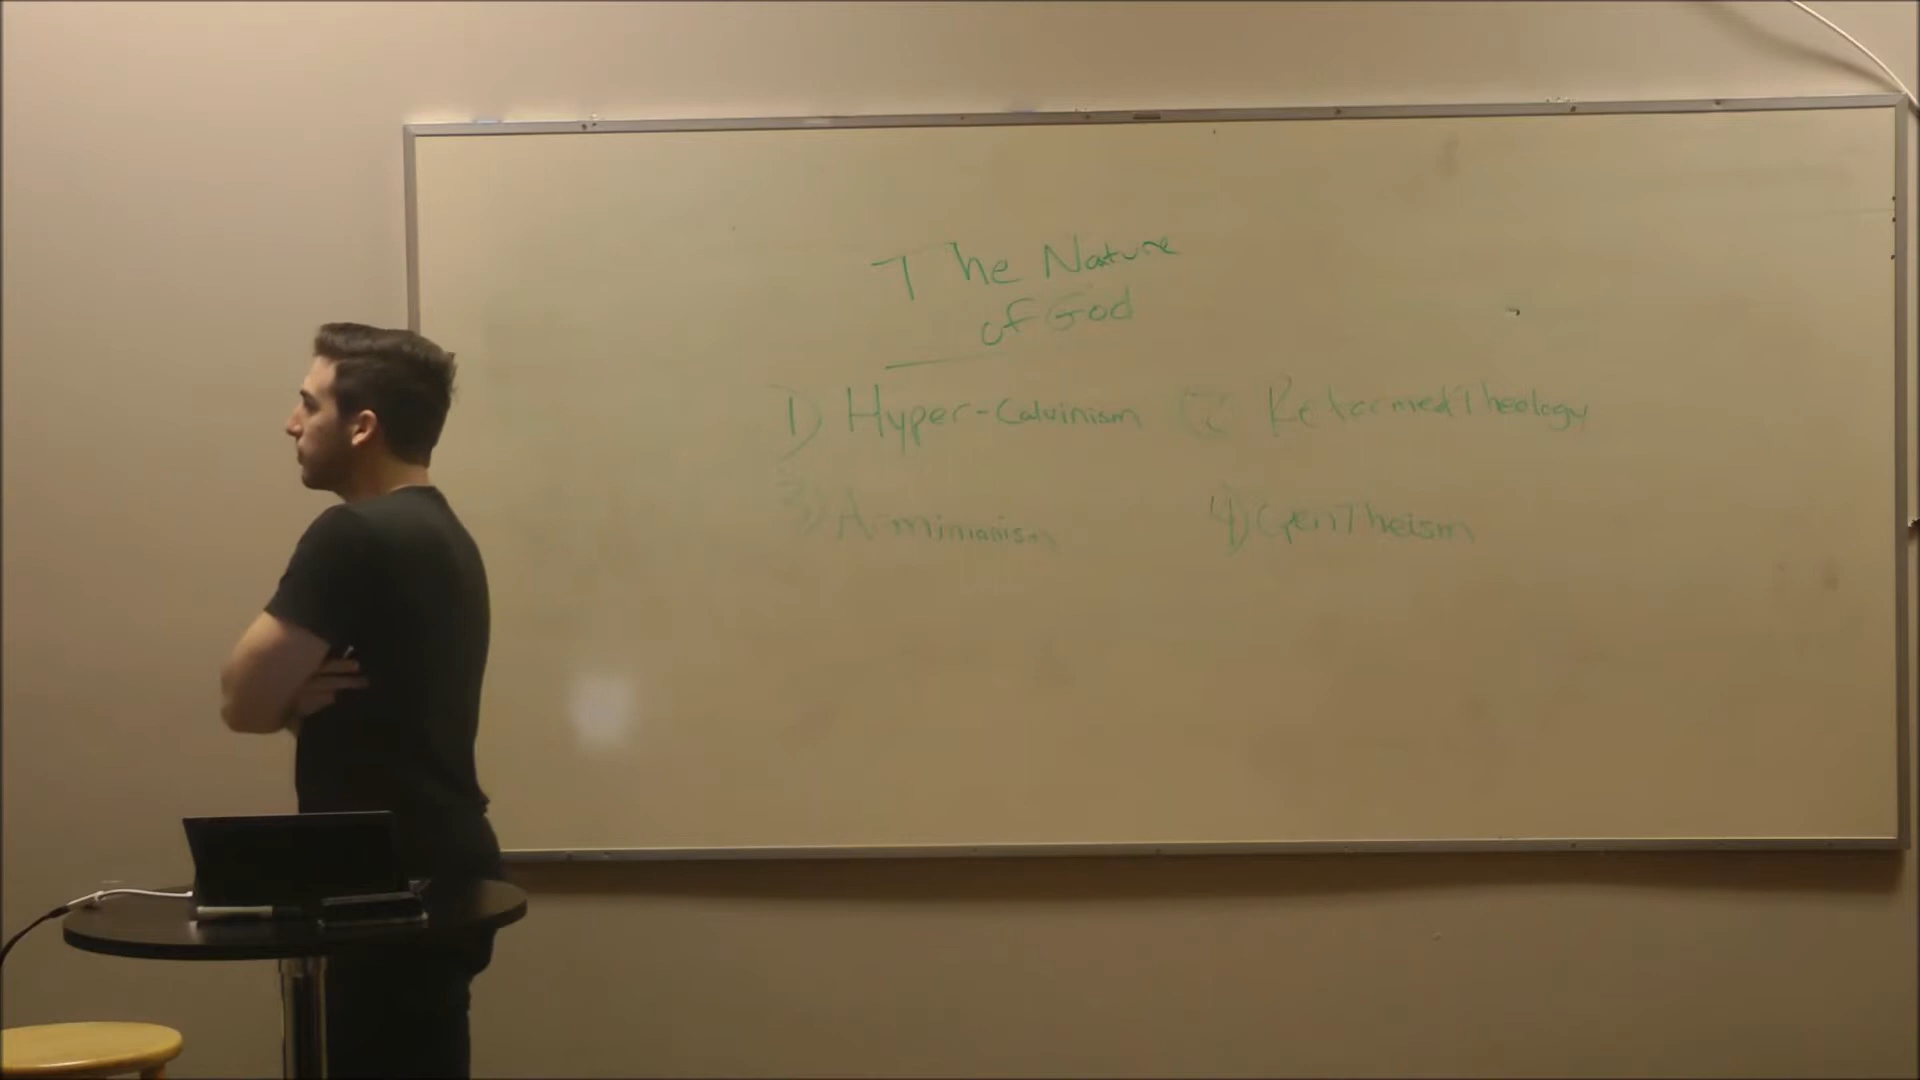 The Nature
of God
1) Hyper-Calvinism 2 Reformed Theology
3) Arminianism 4) Open Theism